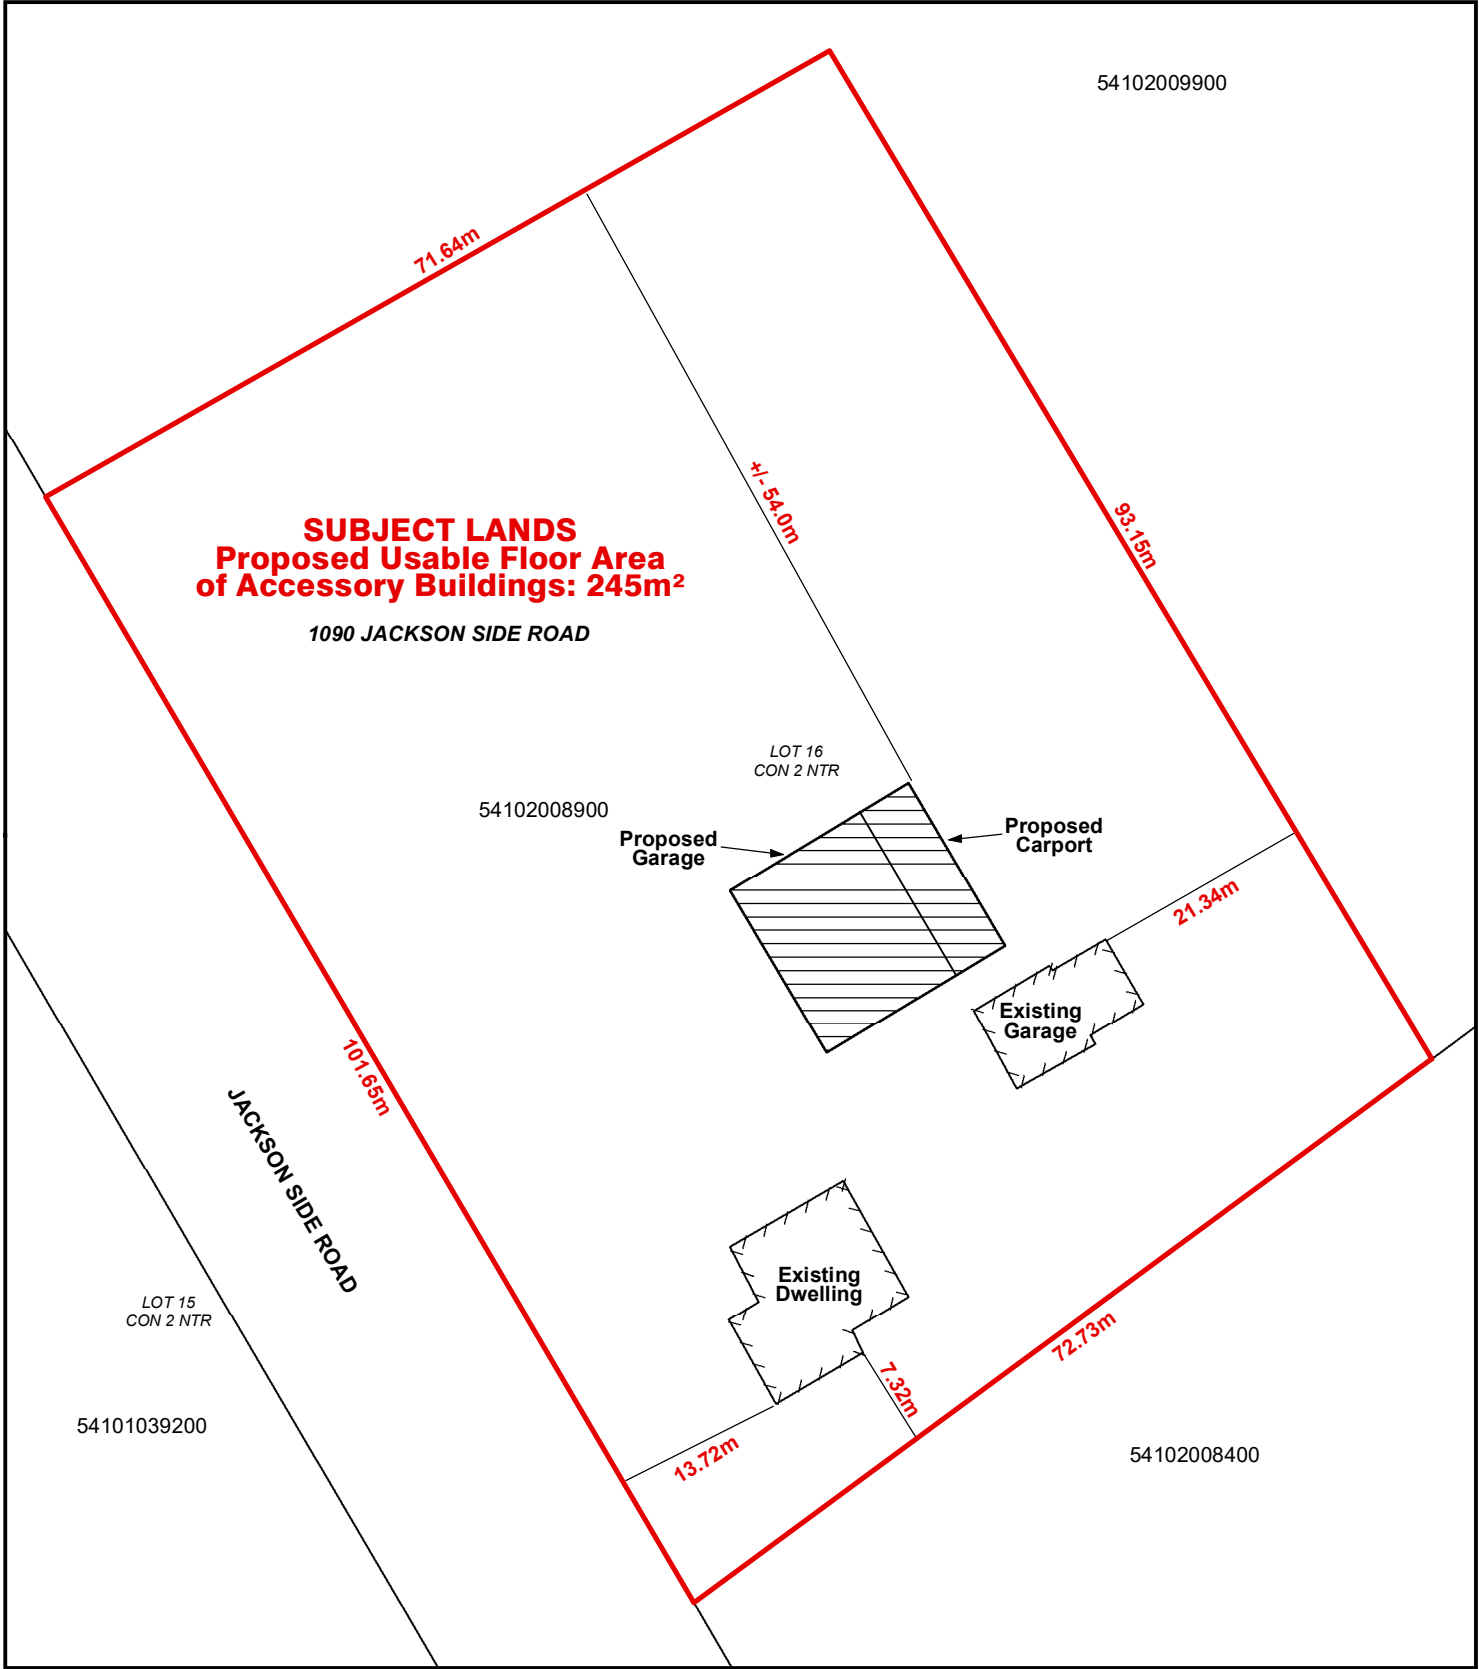 54102009900
71.64m
+/- 54.0m
93.15m
SUBJECT LANDS
Proposed Usable Floor Area
of Accessory Buildings: 245m²
1090 JACKSON SIDE ROAD
LOT 16
CON 2 NTR
54102008900
Proposed
Garage
Proposed
Carport
21.34m
Existing
Garage
101.65m
JACKSON SIDE ROAD
Existing
Dwelling
LOT 15
CON 2 NTR
72.73m
7.32m
54101039200
13.72m
54102008400